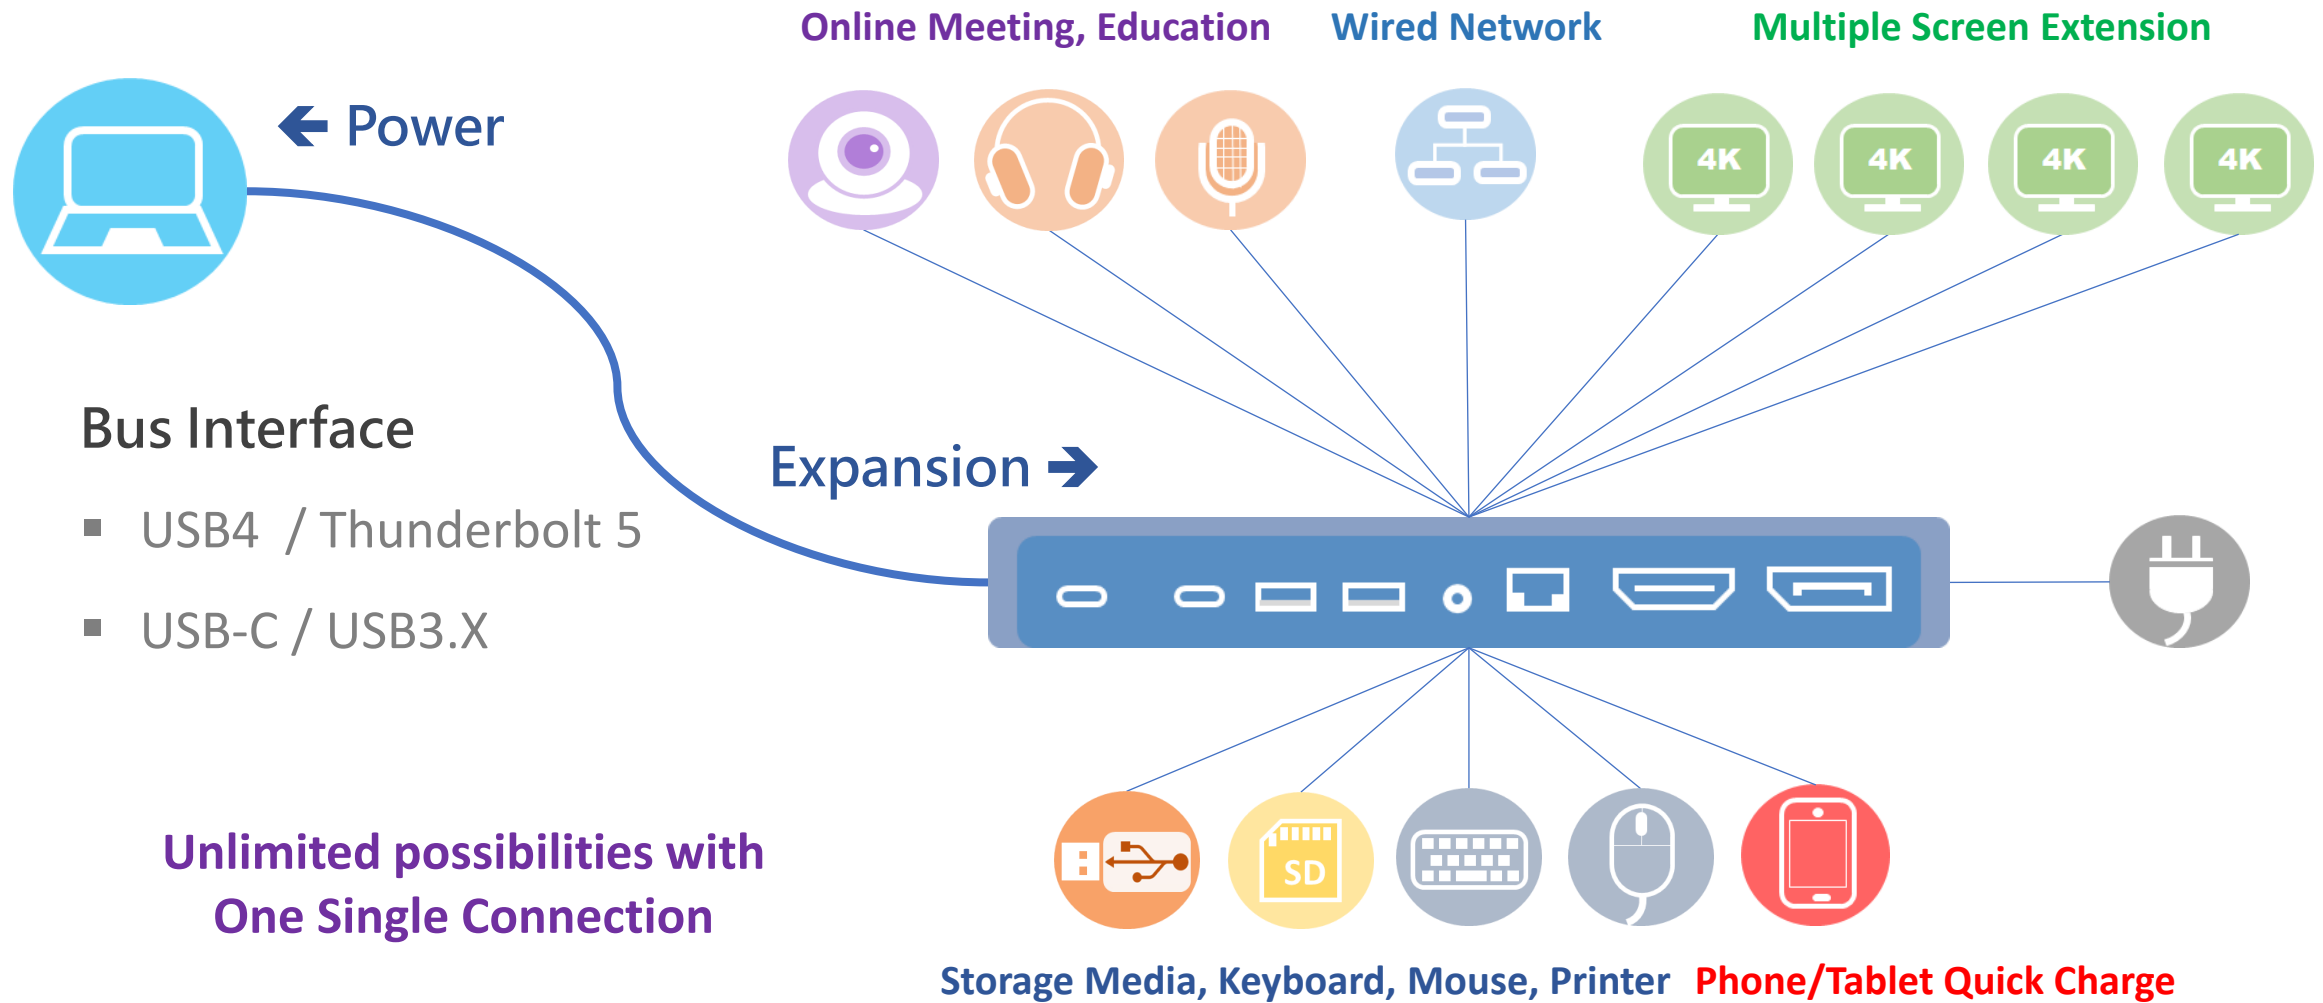 Online Meeting, Education
Wired Network
Multiple Screen Extension
🡸 Power
4K
4K
4K
4K
Bus Interface
Expansion 🡺
▪ USB4 / Thunderbolt 5
▪ USB-C / USB3.X
Unlimited possibilities with
One Single Connection
SD
Storage Media, Keyboard, Mouse, Printer
Phone/Tablet Quick Charge